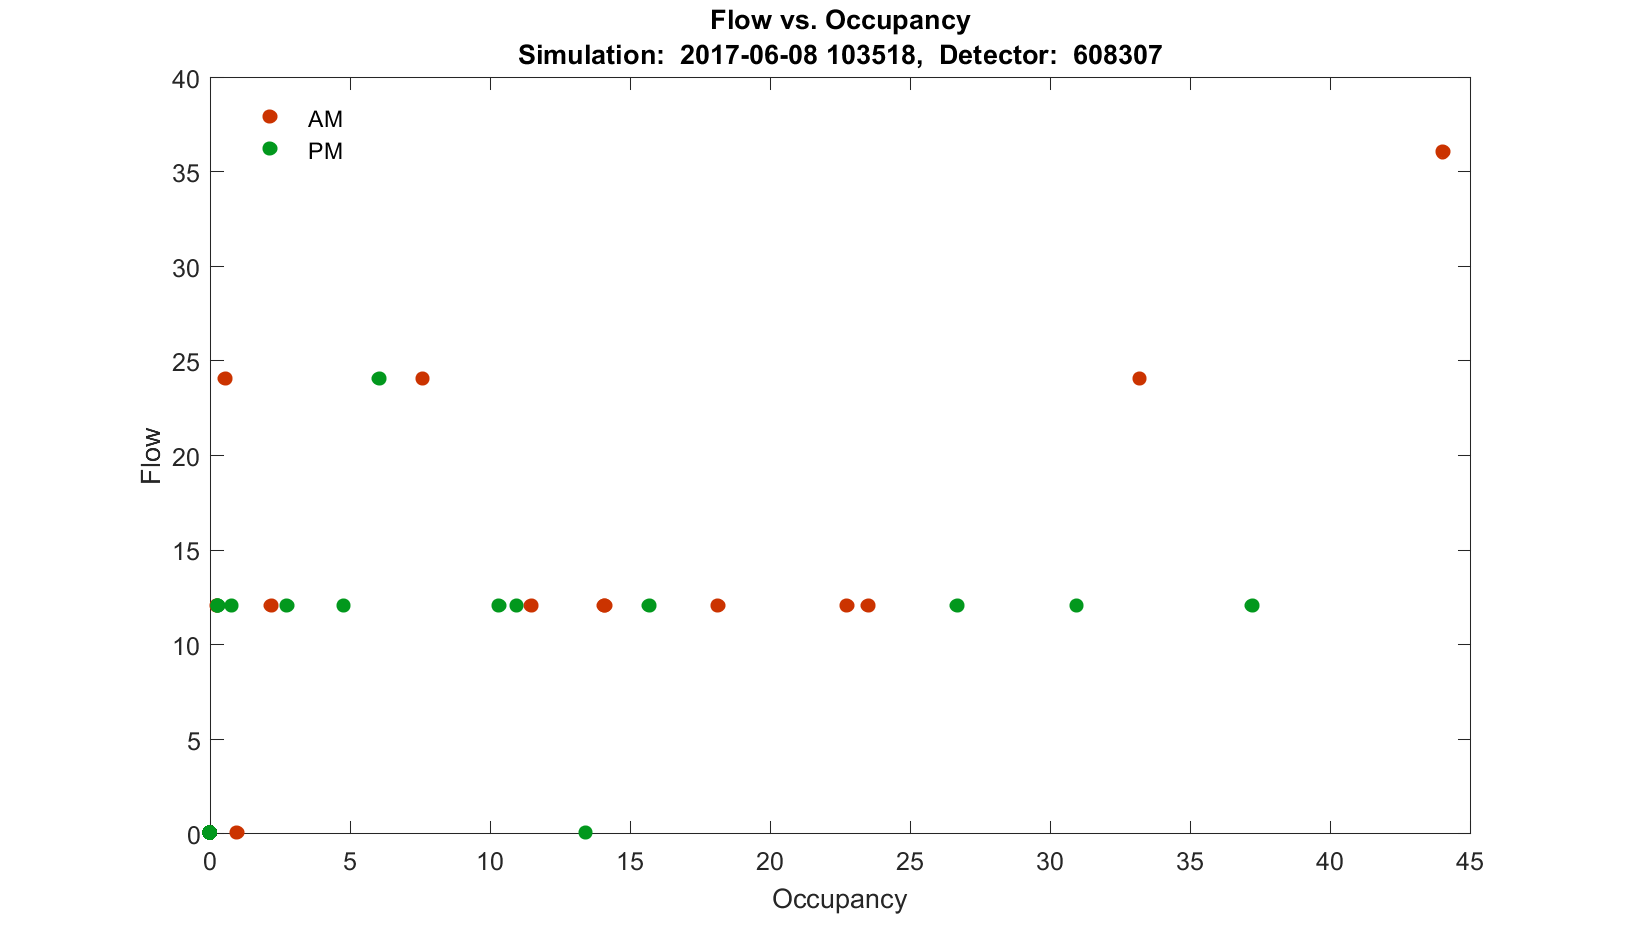 Flow vs. Occupancy
Simulation:  2017-06-08 103518,  Detector:  608307
40
35
30
25
20
15
10
5
0
AM
PM
Flow
0 5 10 15 20 25 30 35 40 45
Occupancy